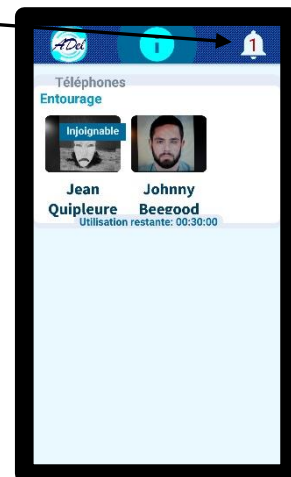 ADel
i
1
Téléphones
Entourage
Injoignable
Jean Quipleure
Johnny Beegood
Utilisation restante: 00:30:00